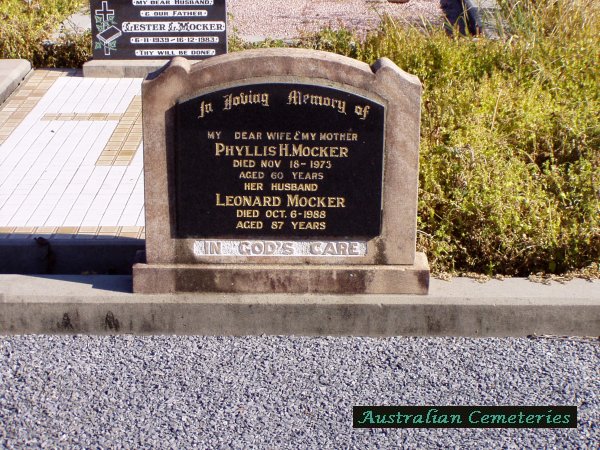 MY DEAR HUSBAND
& OUR FATHER
LESTER G. MOCKER
6-11-1939 - 16-12-1983
THY WILL BE DONE
In Loving Memory of
MY DEAR WIFE & MY MOTHER
PHYLLIS H. MOCKER
DIED NOV 18-1973
AGED 60 YEARS
HER HUSBAND
LEONARD MOCKER
DIED OCT. 6-1988
AGED 87 YEARS
IN GOD'S CARE
Australian Cemeteries